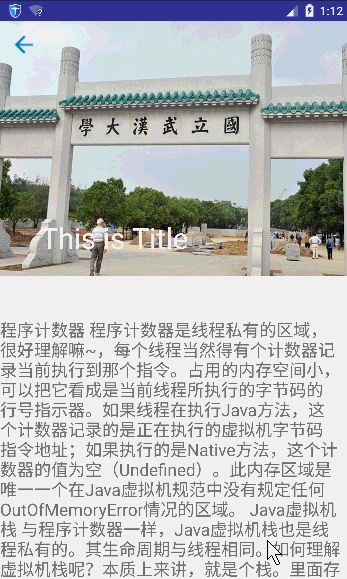 1:12
學大漢武立國
This is Title
程序计数器 程序计数器是线程私有的区域，
很好理解嘛~，每个线程当然得有个计数器记
录当前执行到那个指令。占用的内存空间小，
可以把它看成是当前线程所执行的字节码的
行号指示器。如果线程在执行Java方法，这
个计数器记录的是正在执行的虚拟机字节码
指令地址；如果执行的是Native方法，这个计
数器的值为空（Undefined）。此内存区域是
唯一一个在Java虚拟机规范中没有规定任何
OutOfMemoryError情况的区域。 Java虚拟机
栈 与程序计数器一样，Java虚拟机栈也是线
程私有的。其生命周期与线程相同。如何理解
虚拟机栈呢？本质上来讲，就是个栈。里面存